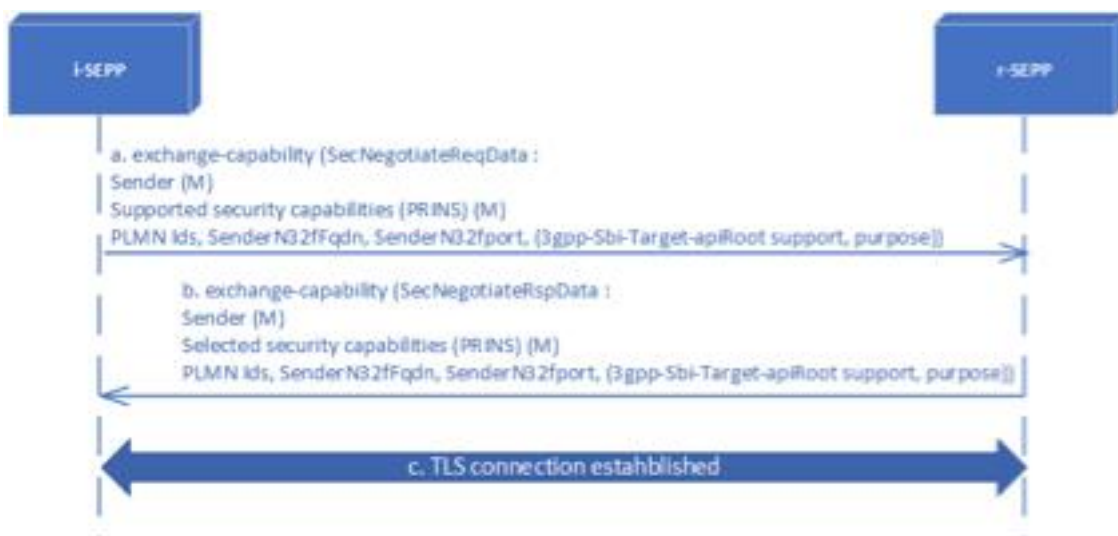 i-SEPP
r-SEPP
a. exchange-capability (SecNegotiateReqData :
Sender (M)
Supported security capabilities (PRINS) (M)
PLMN Ids, SenderN32fFqdn, SenderN32fport, (3gpp-Sbi-Target-apiRoot support, purpose))
b. exchange-capability (SecNegotiateRspData :
Sender (M)
Selected security capabilities (PRINS) (M)
PLMN Ids, SenderN32fFqdn, SenderN32fport, (3gpp-Sbi-Target-apiRoot support, purpose))
c. TLS connection estahblished